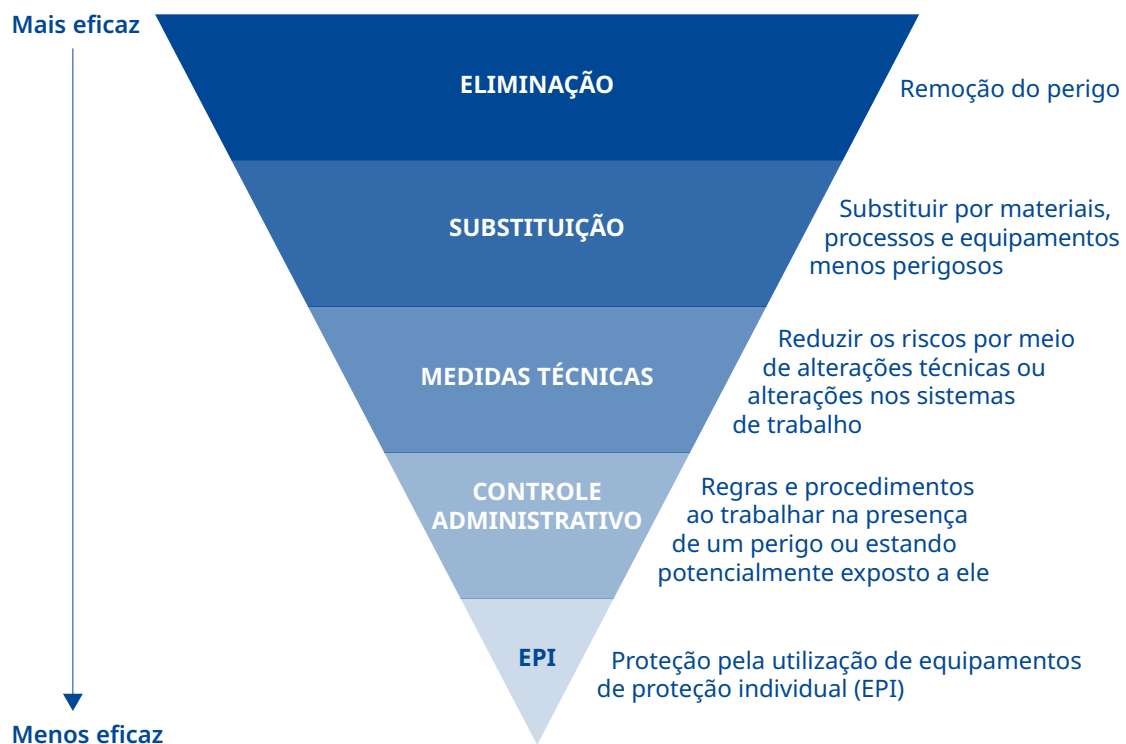 Mais eficaz
ELIMINAÇÃO
Remoção do perigo
SUBSTITUIÇÃO
Substituir por materiais,
processos e equipamentos
menos perigosos
MEDIDAS TÉCNICAS
Reduzir os riscos por meio
de alterações técnicas ou
alterações nos sistemas
de trabalho
CONTROLE
ADMINISTRATIVO
Regras e procedimentos
ao trabalhar na presença
de um perigo ou estando
potencialmente exposto a ele
EPI
Proteção pela utilização de equipamentos
de proteção individual (EPI)
Menos eficaz